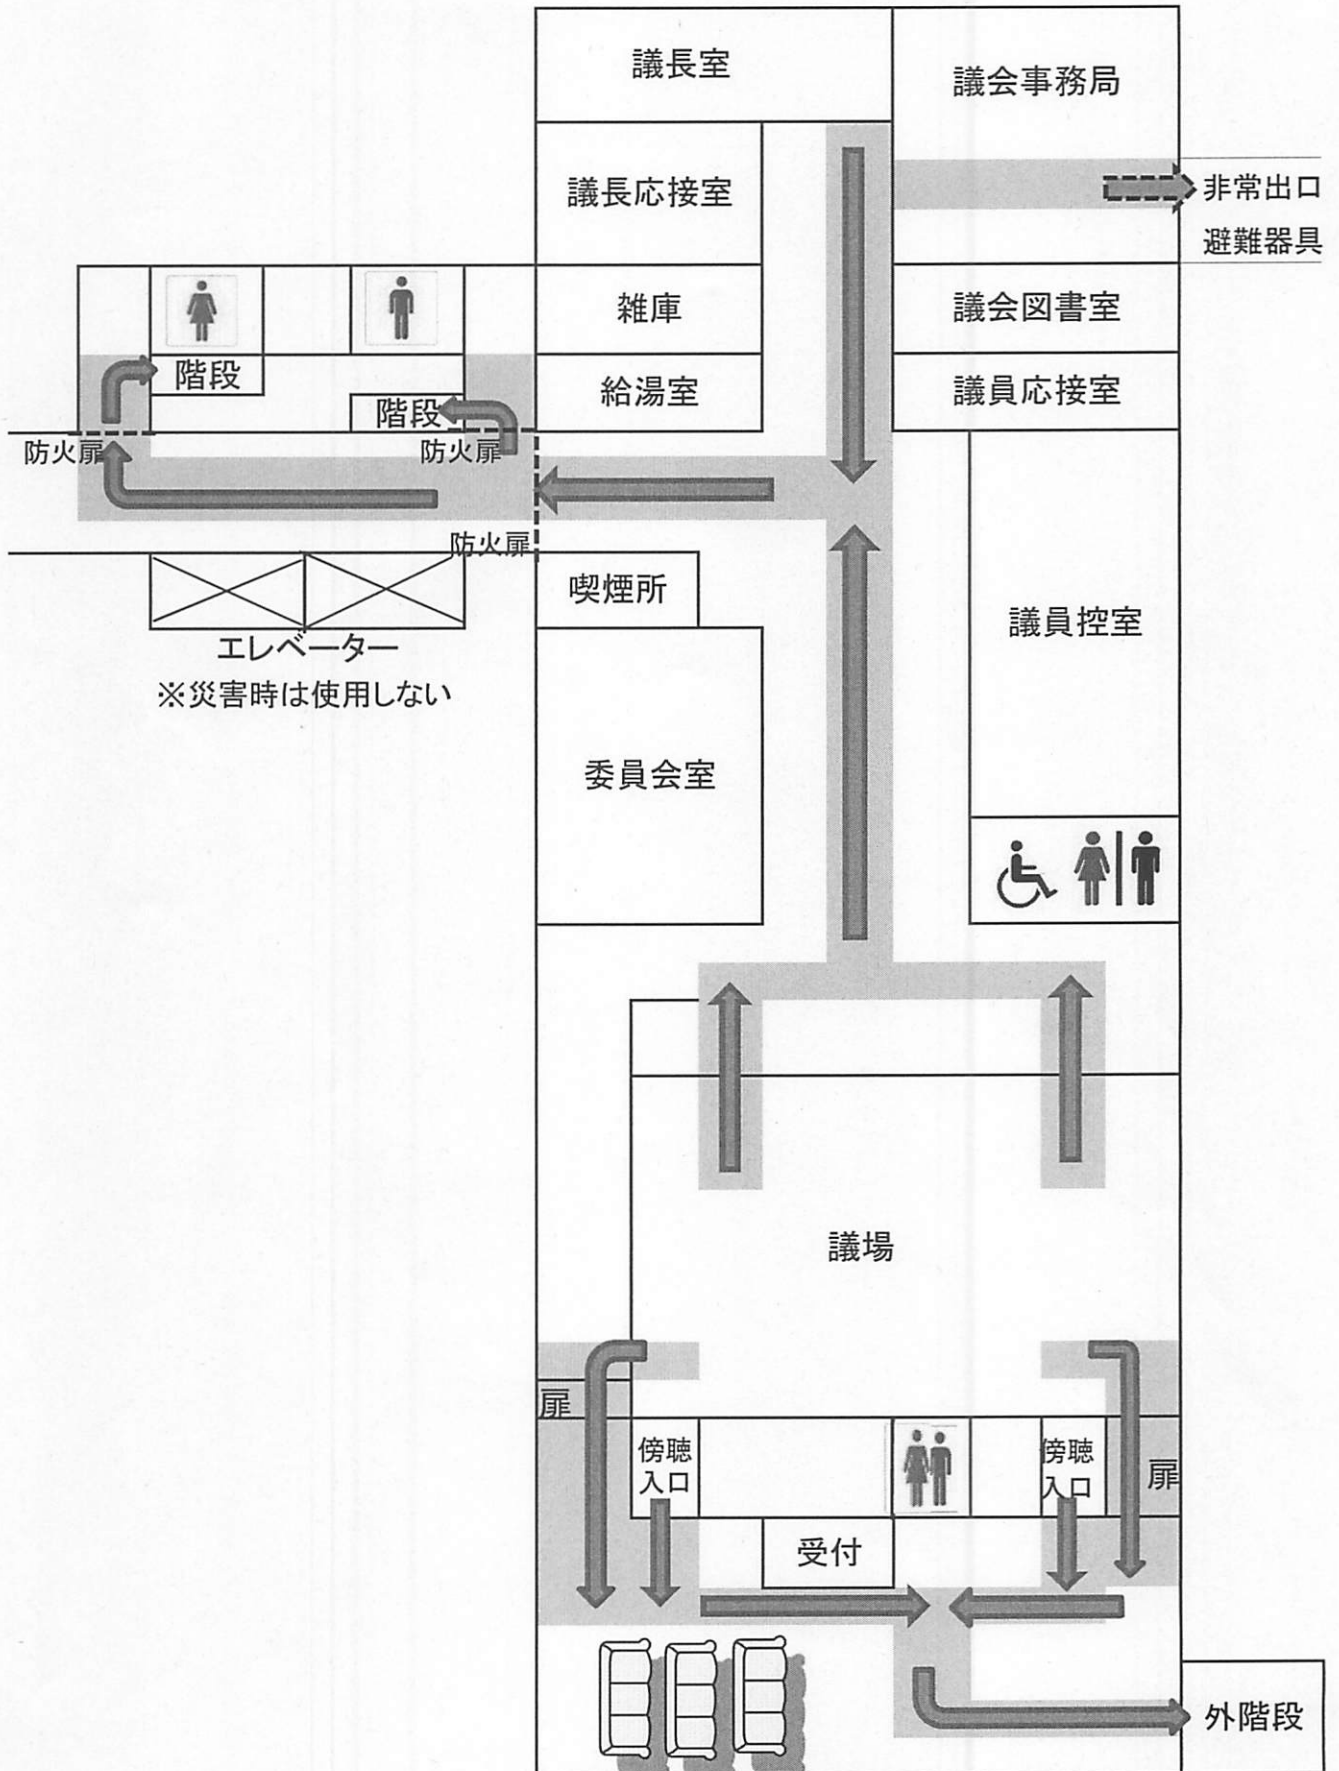 議長室
議会事務局
議長応接室
非常出口
避難器具
雑庫
議会図書室
階段
給湯室
議員応接室
階段
防火扉
防火扉
防火扉
喫煙所
議員控室
エレベーター
※災害時は使用しない
委員会室
議場
扉
傍聴
入口
傍聴
入口
扉
受付
外階段